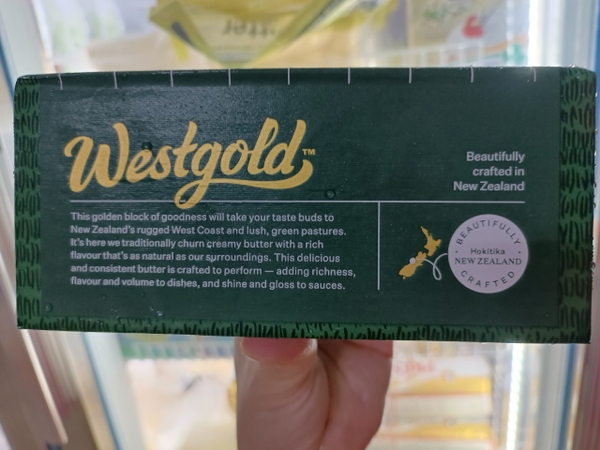 Westgold™
Beautifully
crafted in
New Zealand
This golden block of goodness will take your taste buds to
New Zealand's rugged West Coast and lush, green pastures.
It's here we traditionally churn creamy butter with a rich
flavour that's as natural as our surroundings. This delicious
and consistent butter is crafted to perform — adding richness,
flavour and volume to dishes, and shine and gloss to sauces.
BEAUTIFULLY
Hokitika
NEW ZEALAND
CRAFTED